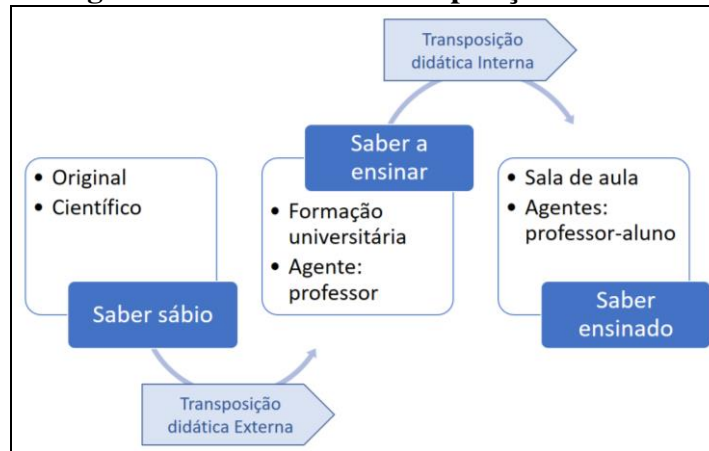 Transposição
didática Interna
Saber a
ensinar
• Original
• Científico
Saber sábio
• Formação
universitária
• Agente:
professor
• Sala de aula
• Agentes:
professor-aluno
Saber
ensinado
Transposição
didática Externa